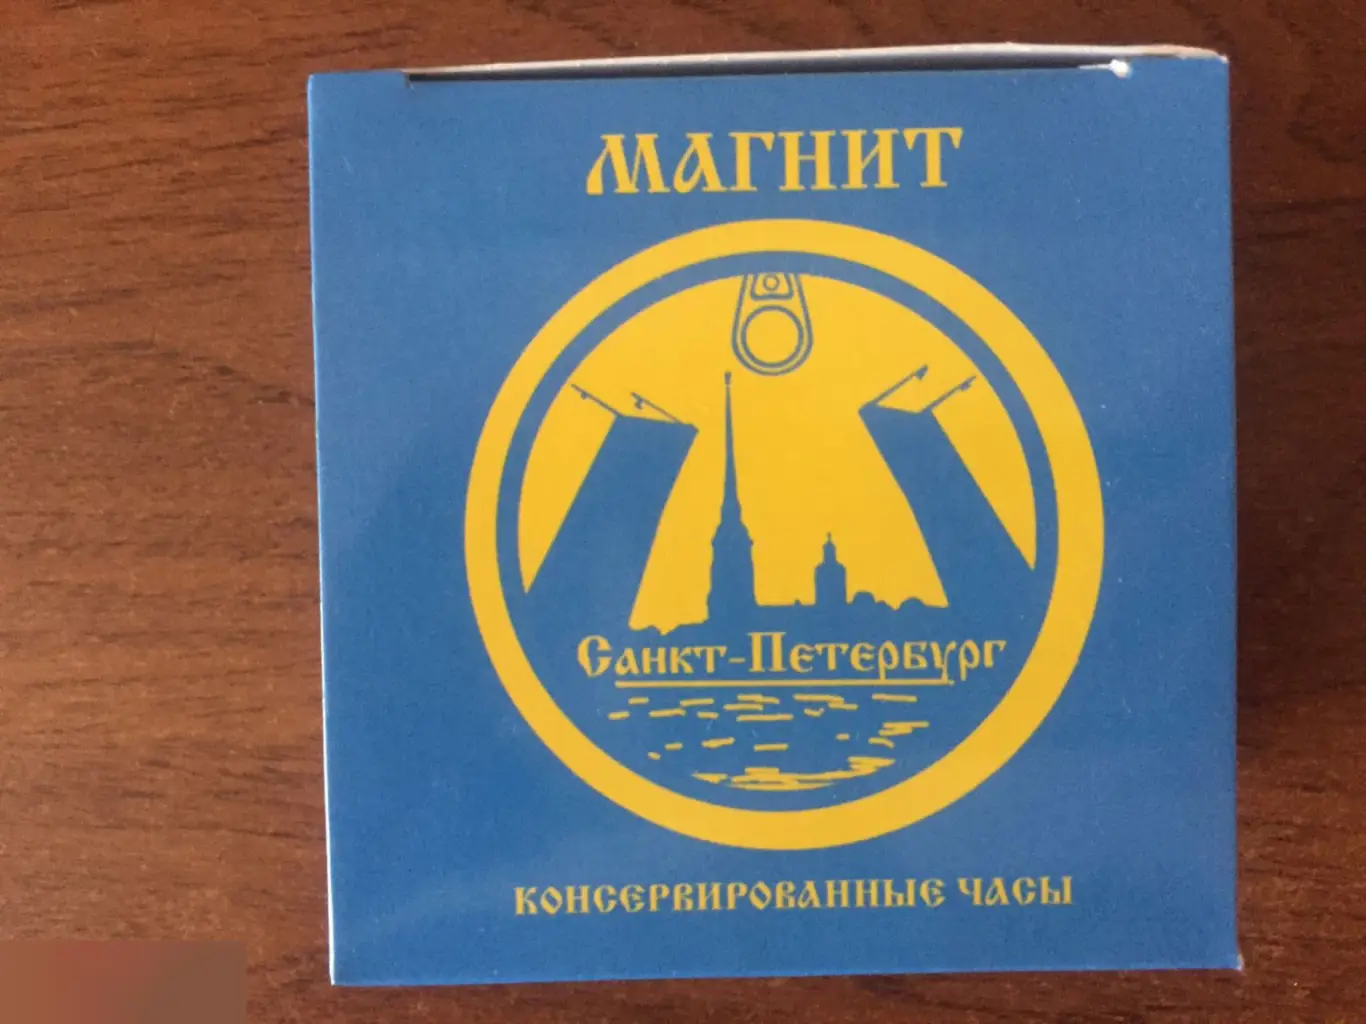 МАГНИТ
Санкт-Петербург
КОНСЕРВИРОВАННЫЕ ЧАСЫ